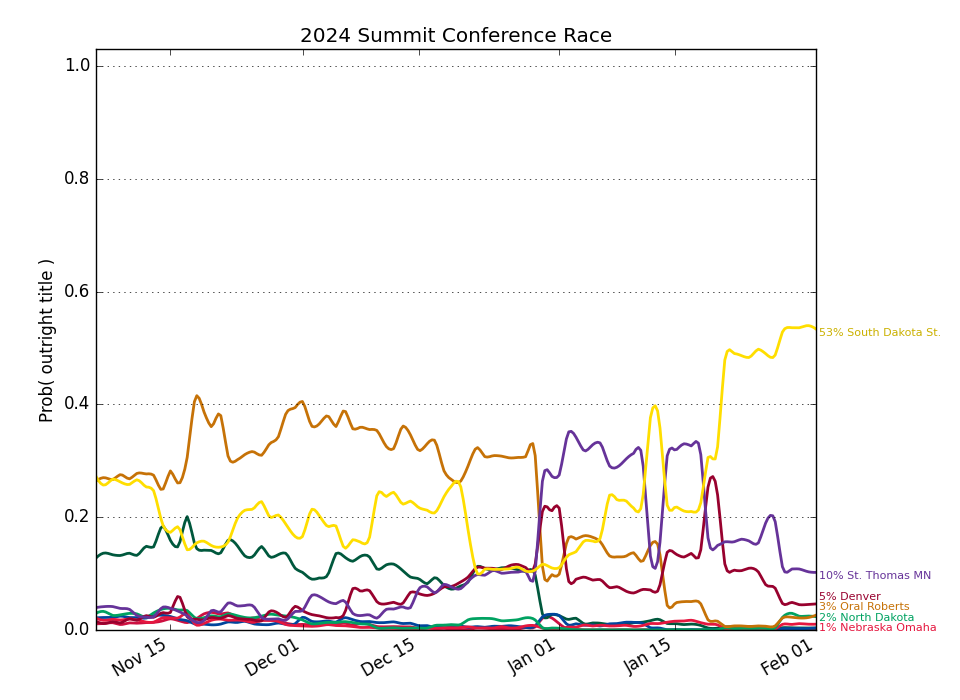 2024 Summit Conference Race
Prob( outright title )
1.0
0.8
0.6
0.4
0.2
0.0
53% South Dakota St.
10% St. Thomas MN
5% Denver
3% Oral Roberts
2% North Dakota
1% Nebraska Omaha
Nov 15
Dec 01
Dec 15
Jan 01
Jan 15
Feb 01